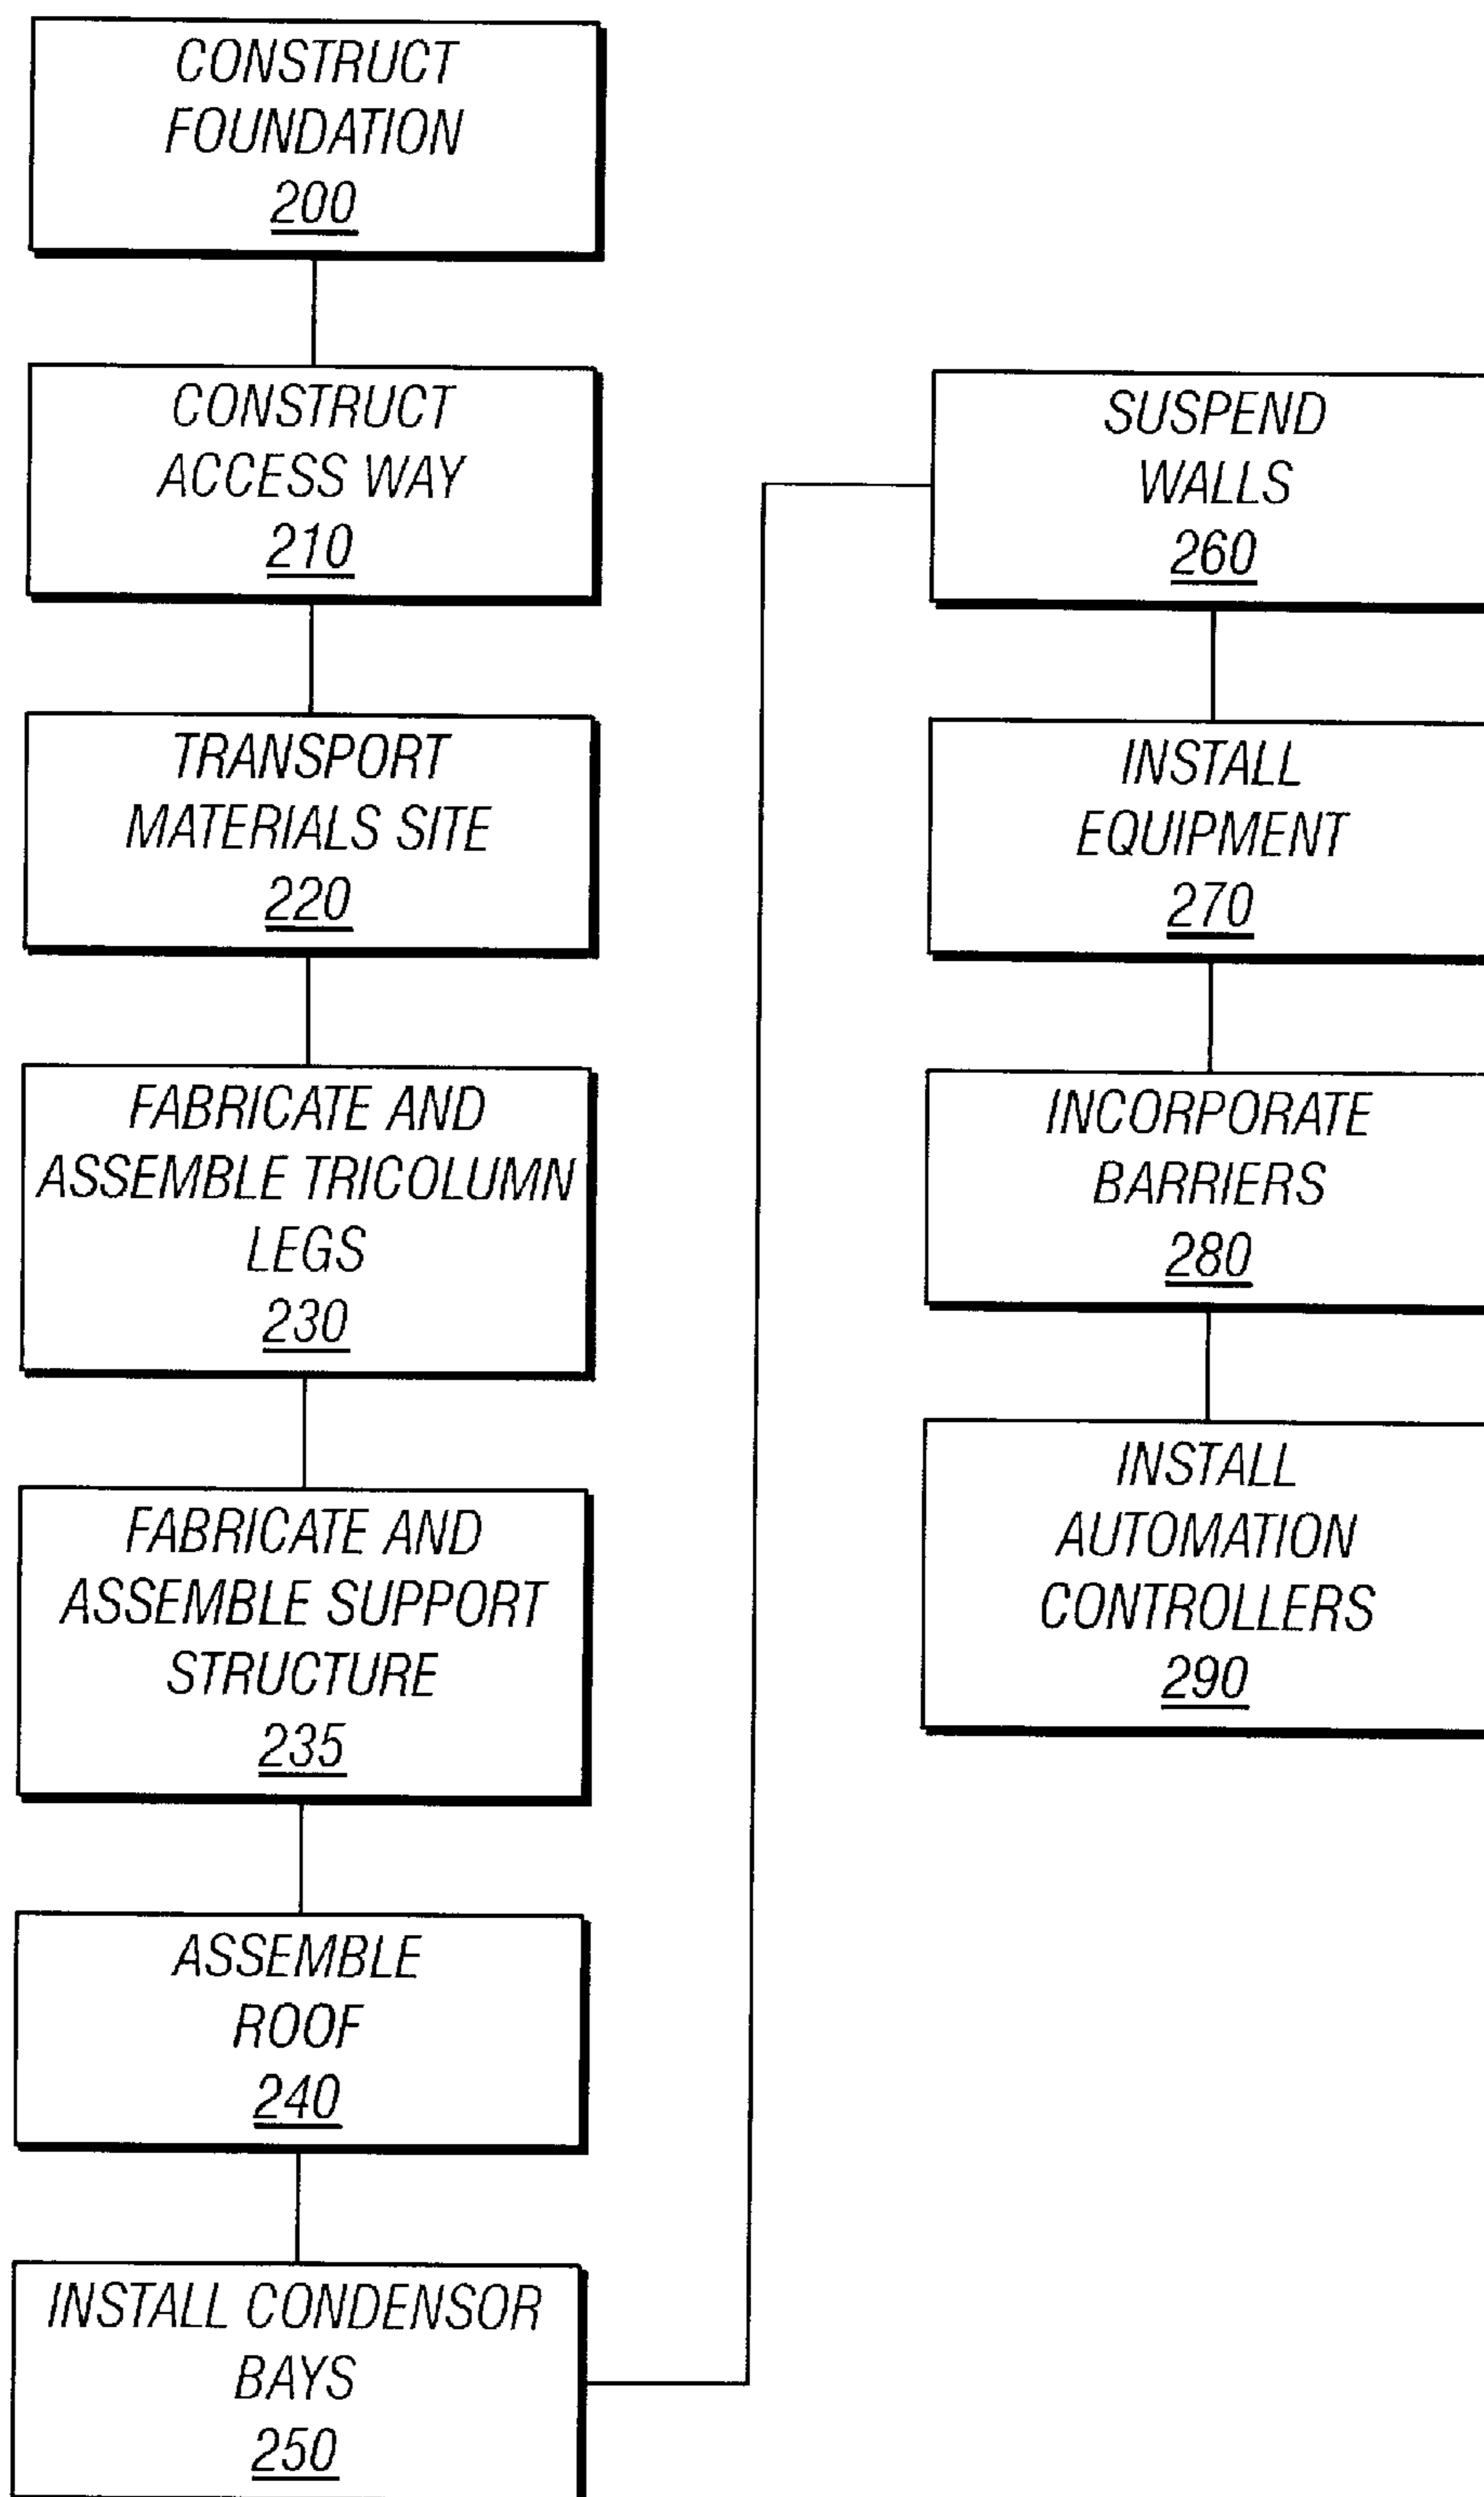 CONSTRUCT
FOUNDATION
200
CONSTRUCT
ACCESS WAY
210
TRANSPORT
MATERIALS SITE
220
FABRICATE AND
ASSEMBLE TRICOLUMN
LEGS
230
FABRICATE AND
ASSEMBLE SUPPORT
STRUCTURE
235
ASSEMBLE
ROOF
240
INSTALL CONDENSOR
BAYS
250
SUSPEND
WALLS
260
INSTALL
EQUIPMENT
270
INCORPORATE
BARRIERS
280
INSTALL
AUTOMATION
CONTROLLERS
290